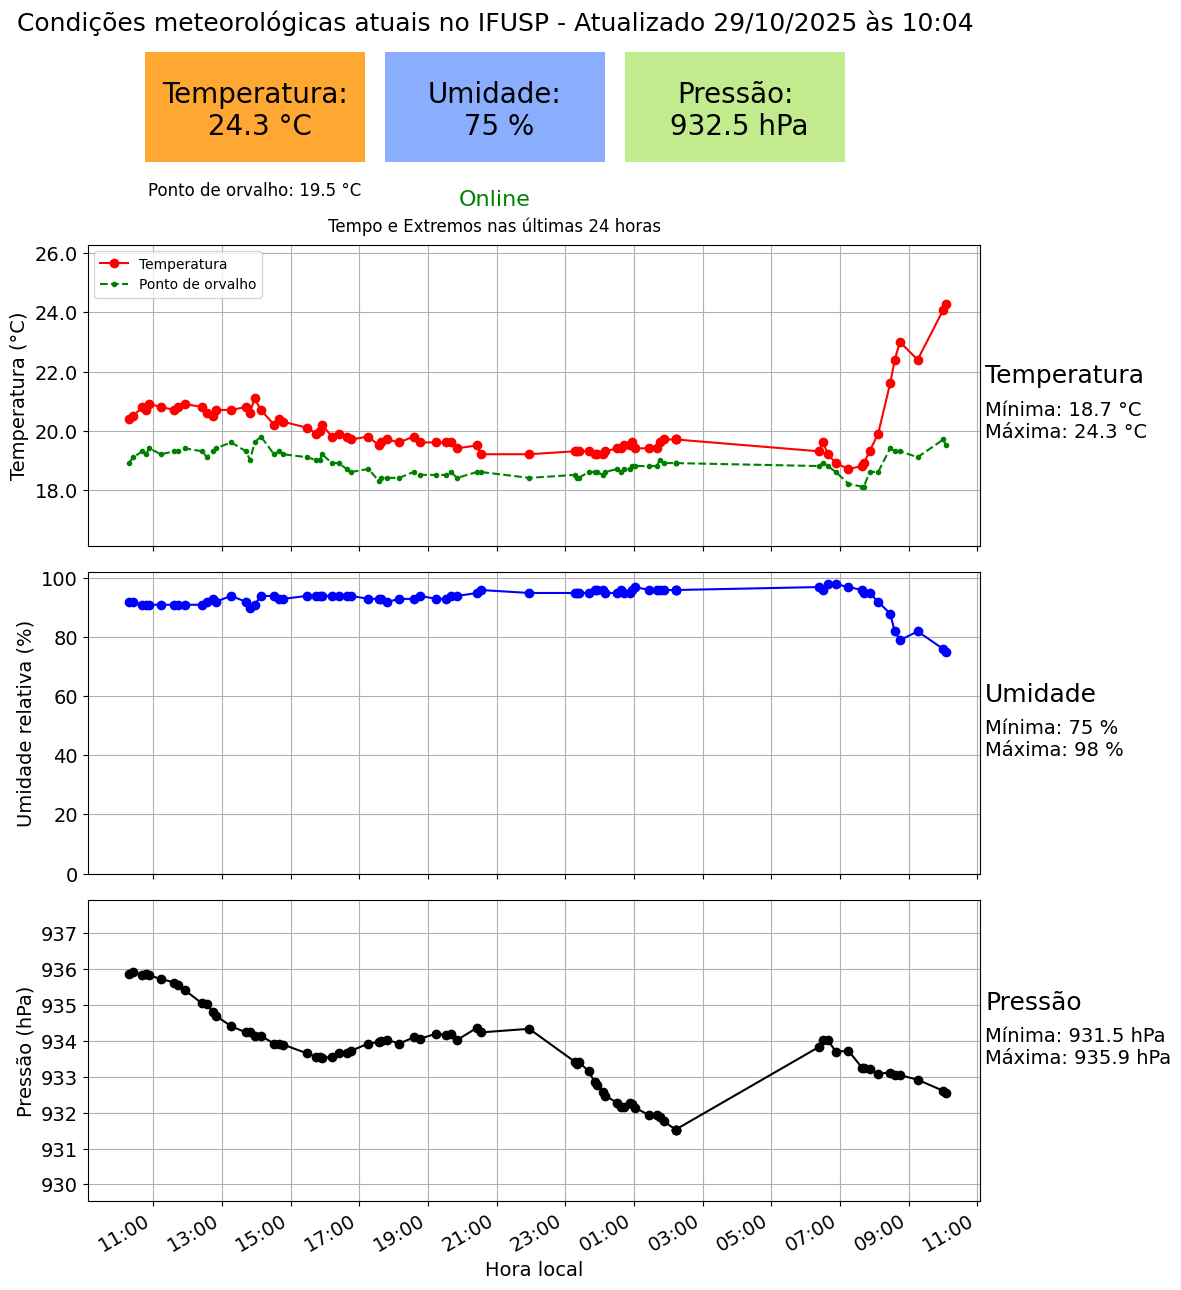 Condições meteorológicas atuais no IFUSP - Atualizado 29/10/2025 às 10:04
Temperatura:
24.3 °C
Umidade:
75 %
Pressão:
932.5 hPa
Ponto de orvalho: 19.5 °C
Online
Tempo e Extremos nas últimas 24 horas
Temperatura (°C)
26.0
24.0
22.0
20.0
18.0
Temperatura
Ponto de orvalho
Temperatura
Mínima: 18.7 °C
Máxima: 24.3 °C
Umidade relativa (%)
100
80
60
40
20
0
Umidade
Mínima: 75 %
Máxima: 98 %
Pressão (hPa)
937
936
935
934
933
932
931
930
Pressão
Mínima: 931.5 hPa
Máxima: 935.9 hPa
11:00 13:00 15:00 17:00 19:00 21:00 23:00 01:00 03:00 05:00 07:00 09:00 11:00
Hora local